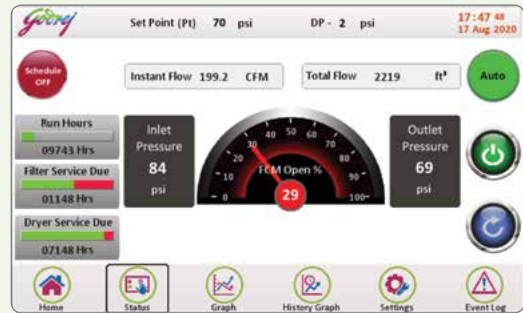 Godrej
Set Point (Pt) 70 psi DP - 2 psi
17:47 48
17 Aug 2020
Schedule
OFF
Instant Flow 199.2 CFM Total Flow 2219 ft³
Auto
Run Hours
09743 Hrs
Filter Service Due
01148 Hrs
Dryer Service Due
07148 Hrs
Inlet
Pressure
84
psi
0 10 20 30 40 50 60 70 80 90 100
FCM Open %
29
Outlet
Pressure
69
psi
Home Status Graph History Graph Settings Event Log